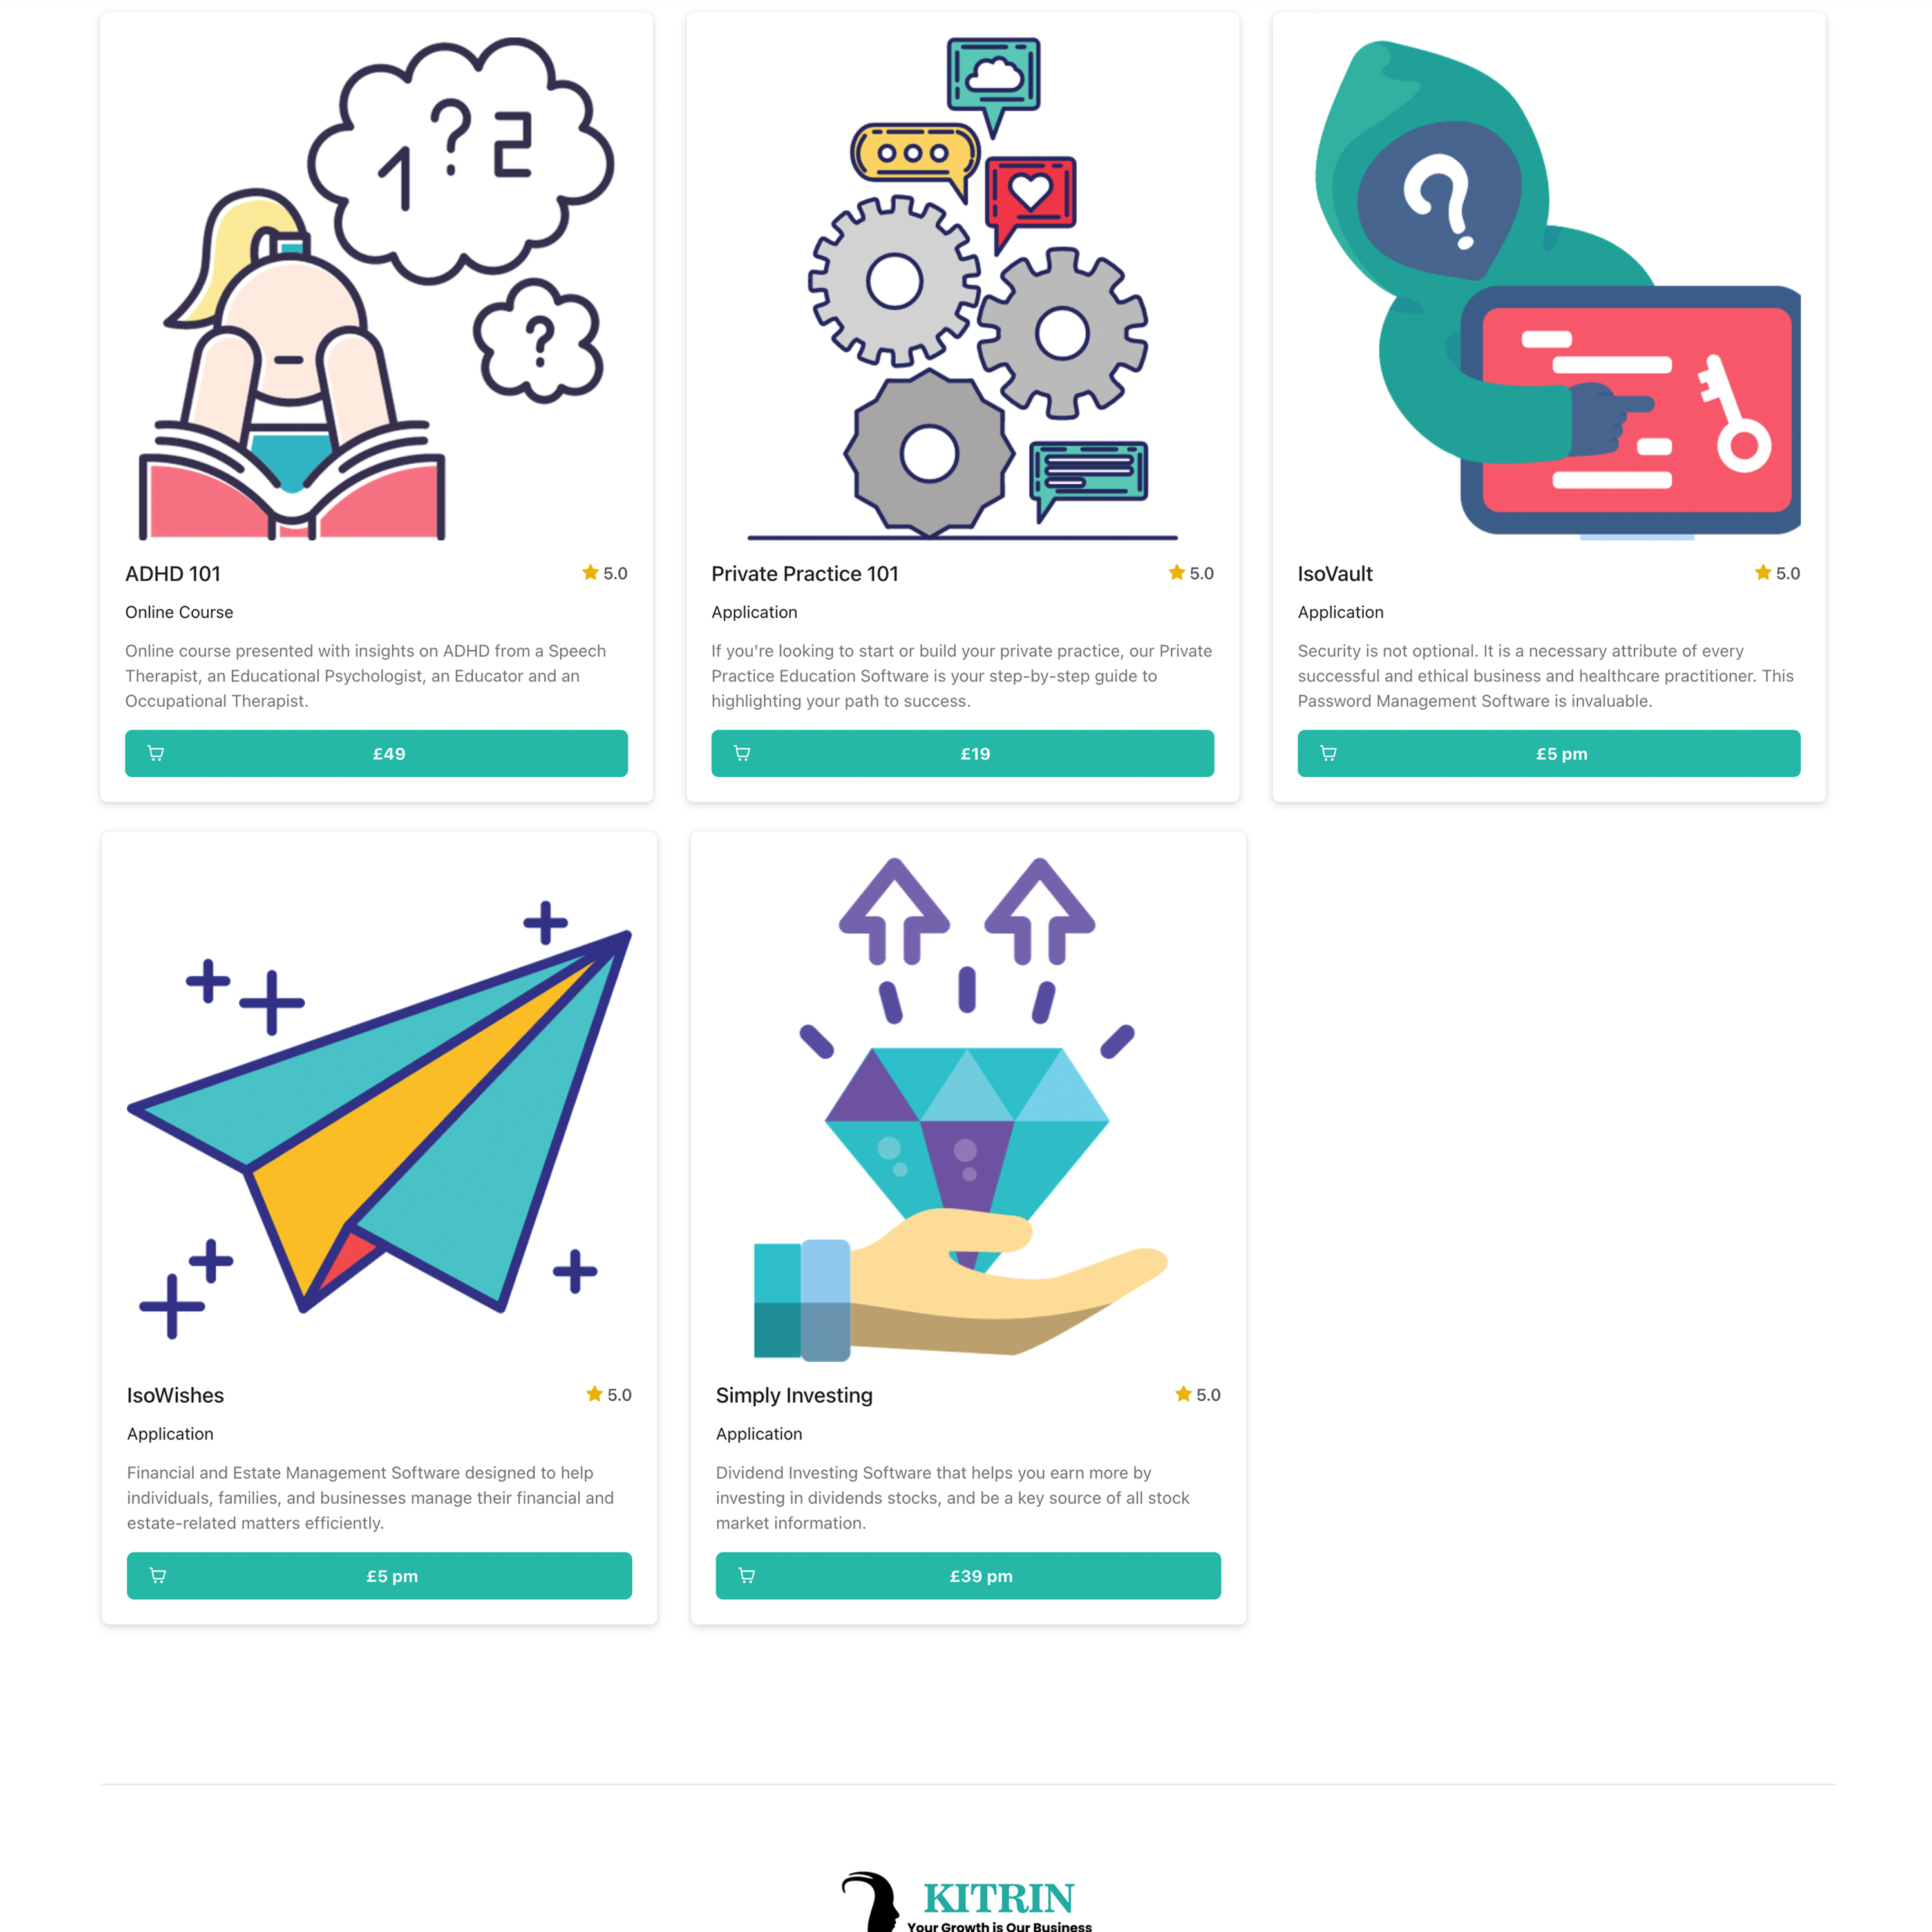 1 ? 2
?
?
ADHD 101
5.0
Online Course
Online course presented with insights on ADHD from a Speech
Therapist, an Educational Psychologist, an Educator and an
Occupational Therapist.
£49
Private Practice 101
5.0
Application
If you're looking to start or build your private practice, our Private
Practice Education Software is your step-by-step guide to
highlighting your path to success.
£19
IsoVault
5.0
Application
Security is not optional. It is a necessary attribute of every
successful and ethical business and healthcare practitioner. This
Password Management Software is invaluable.
£5 pm
IsoWishes
5.0
Application
Financial and Estate Management Software designed to help
individuals, families, and businesses manage their financial and
estate-related matters efficiently.
£5 pm
Simply Investing
5.0
Application
Dividend Investing Software that helps you earn more by
investing in dividends stocks, and be a key source of all stock
market information.
£39 pm
KITRIN
Your Growth is Our Business